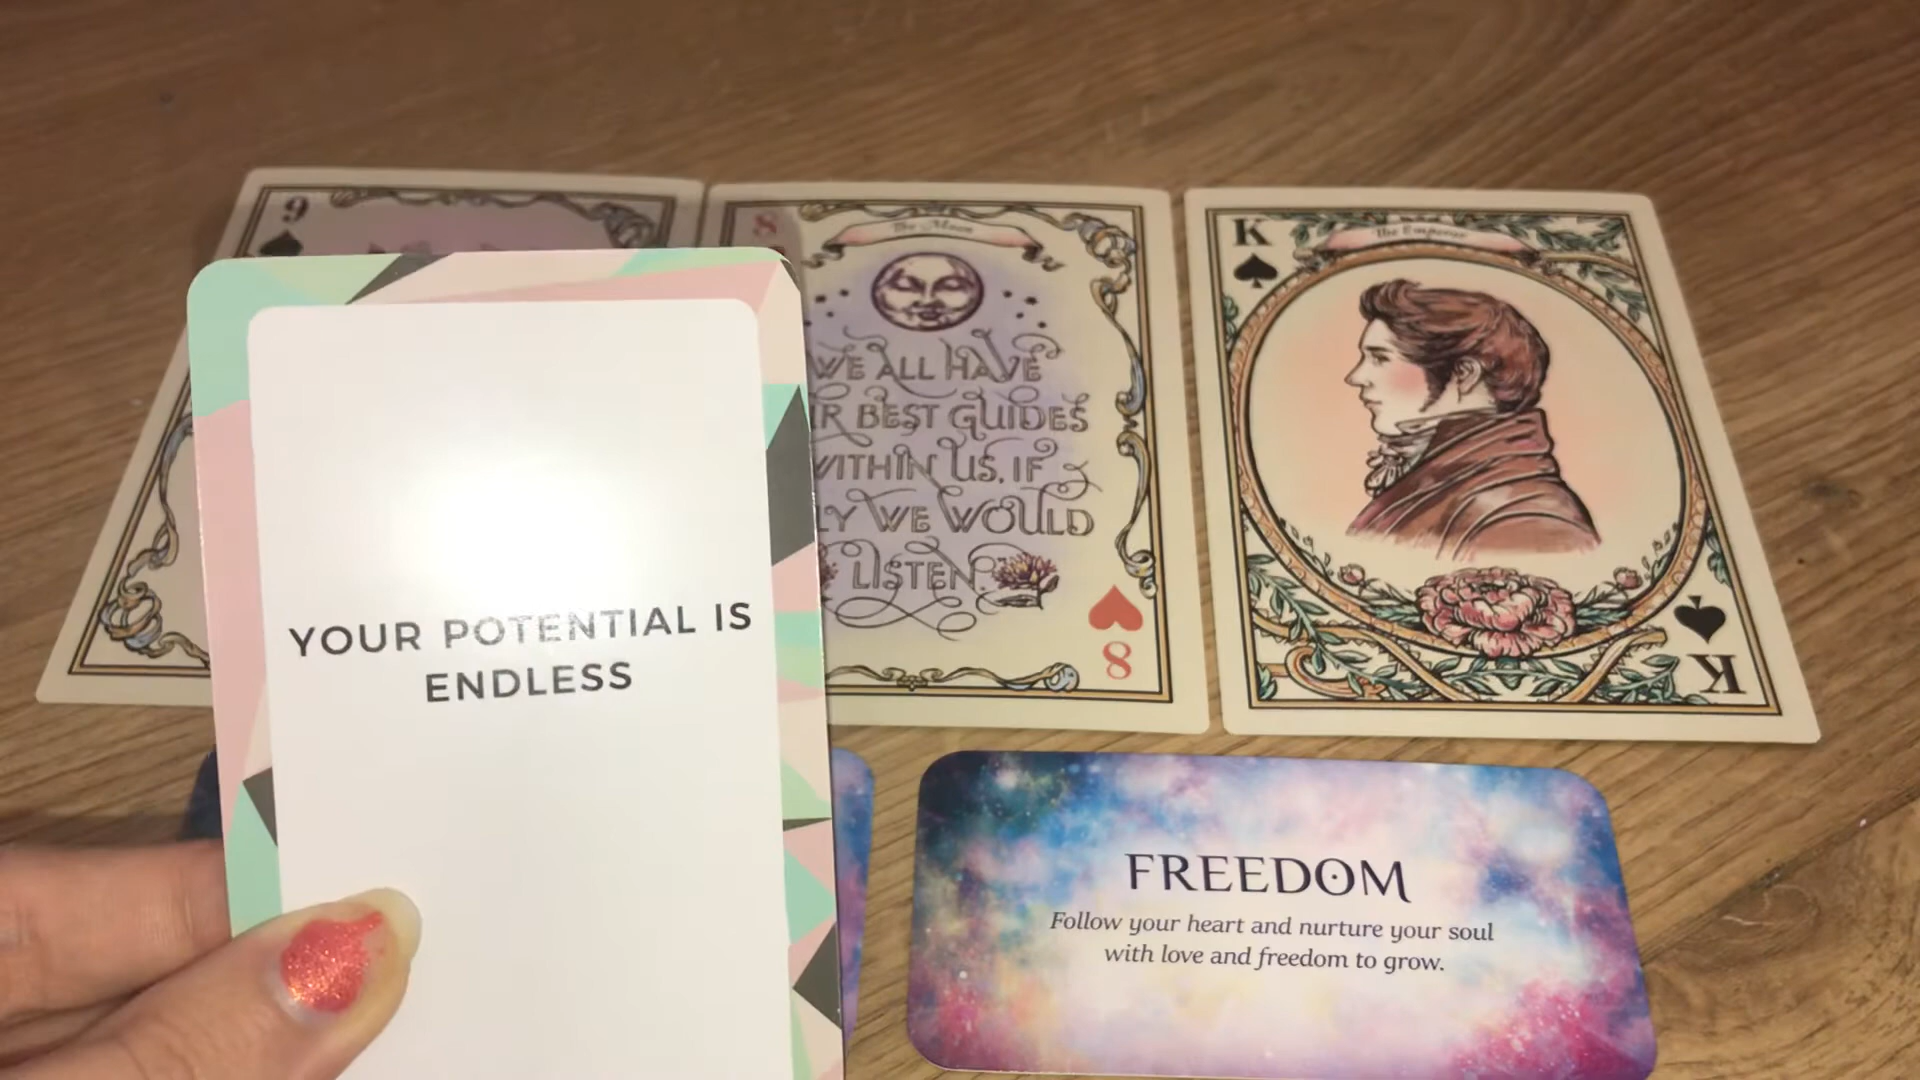 9
8
The Moon
WE ALL HAVE
BEST GUIDES
WITHIN US, IF
WE WOULD
LISTEN.
8
K
The Emperor
K
YOUR POTENTIAL IS
ENDLESS
FREEDOM
Follow your heart and nurture your soul
with love and freedom to grow.